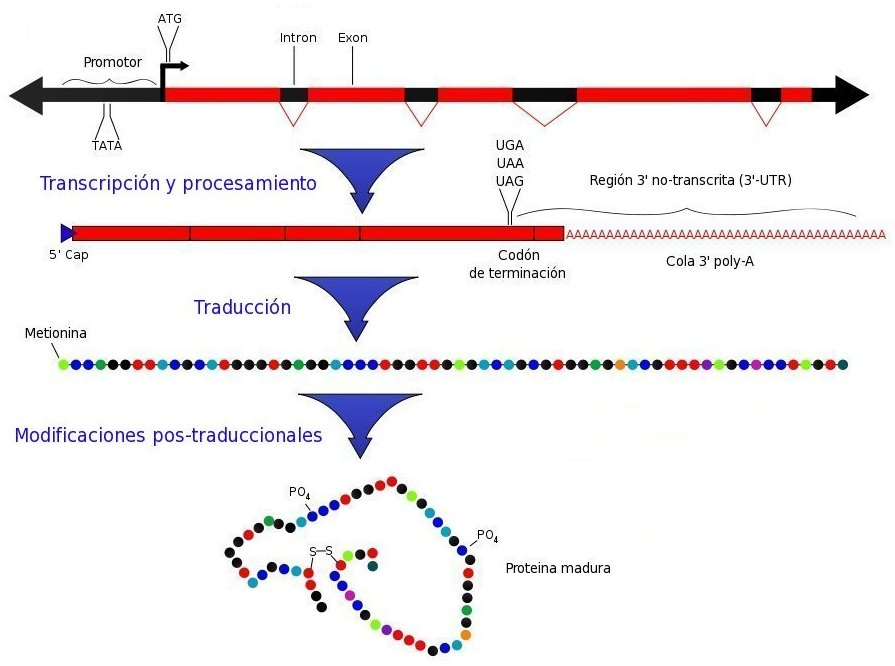 ATG
Promotor
Intron
Exon
TATA
UGA
UAA
UAG
Transcripción y procesamiento
Región 3' no-transcrita (3'-UTR)
AAAAAAAAAAAAAAAAAAAAAAAAAAAAAAAAAAAAAAAA
5' Cap
Codón
de terminación
Cola 3' poly-A
Traducción
Metionina
Modificaciones pos-traduccionales
PO4
PO4
S–S
Proteina madura